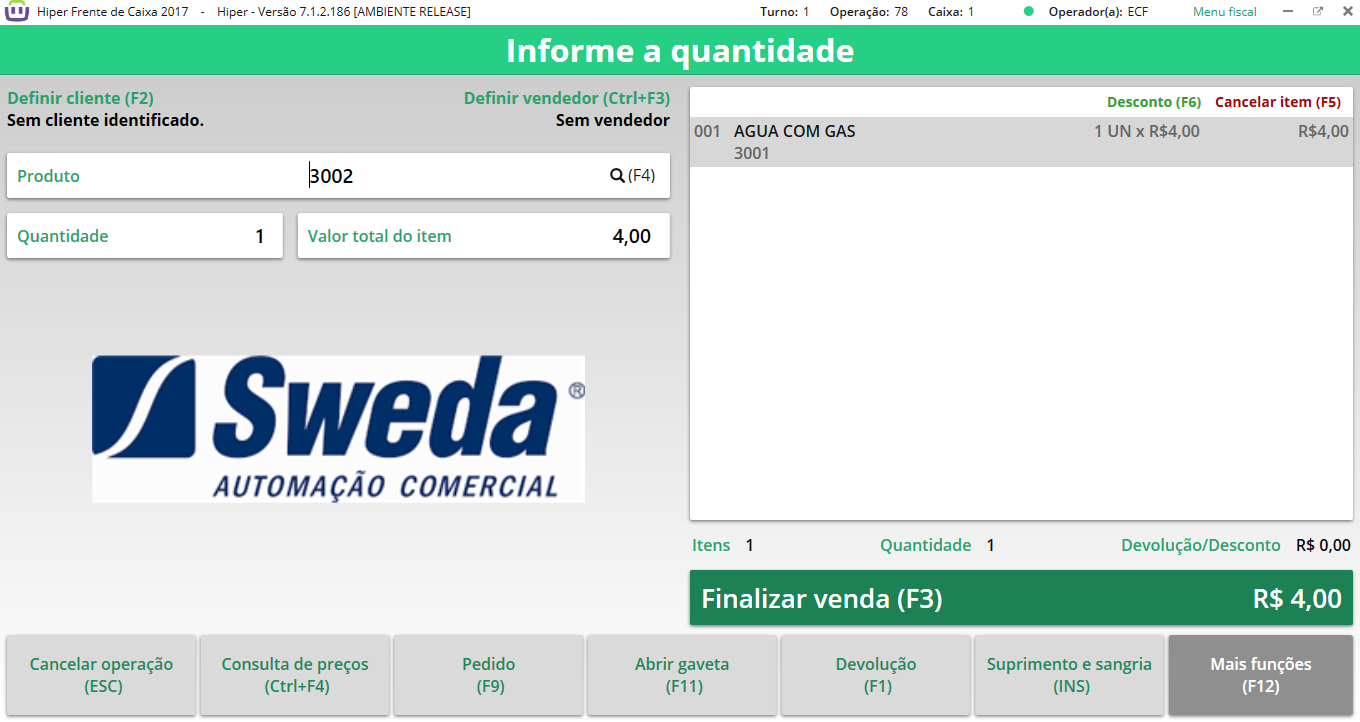 Hiper Frente de Caixa 2017 - Hiper - Versão 7.1.2.186 [AMBIENTE RELEASE] Turno: 1 Operação: 78 Caixa: 1 Operador(a): ECF Menu fiscal
Informe a quantidade
Definir cliente (F2) Definir vendedor (Ctrl+F3)
Sem cliente identificado. Sem vendedor
Produto 3002 (F4)
Quantidade 1 Valor total do item 4,00
Sweda ®
AUTOMAÇÃO COMERCIAL
Desconto (F6) Cancelar item (F5)
001 AGUA COM GAS 1 UN x R$4,00 R$4,00
3001
Itens 1 Quantidade 1 Devolução/Desconto R$ 0,00
Finalizar venda (F3) R$ 4,00
Cancelar operação Consulta de preços Pedido Abrir gaveta Devolução Suprimento e sangria Mais funções
(ESC) (Ctrl+F4) (F9) (F11) (F1) (INS) (F12)